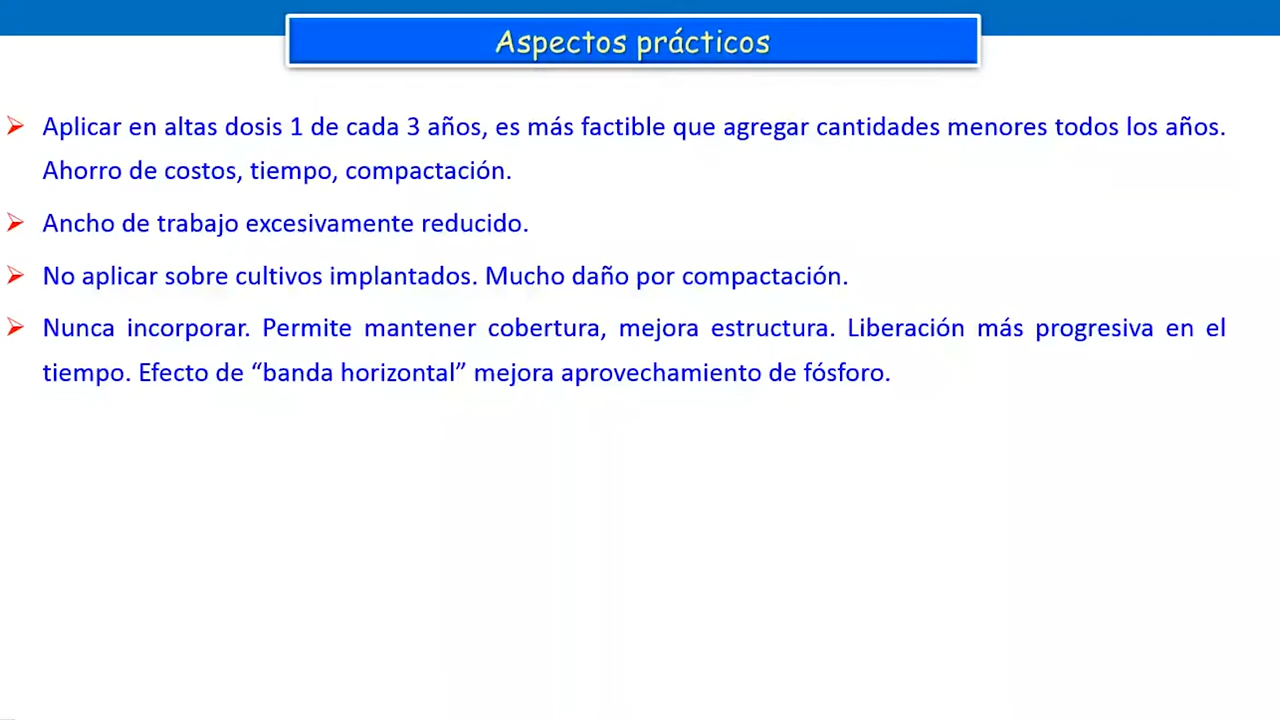 Aspectos prácticos
Aplicar en altas dosis 1 de cada 3 años, es más factible que agregar cantidades menores todos los años.
Ahorro de costos, tiempo, compactación.
Ancho de trabajo excesivamente reducido.
No aplicar sobre cultivos implantados. Mucho daño por compactación.
Nunca incorporar. Permite mantener cobertura, mejora estructura. Liberación más progresiva en el
tiempo. Efecto de “banda horizontal” mejora aprovechamiento de fósforo.